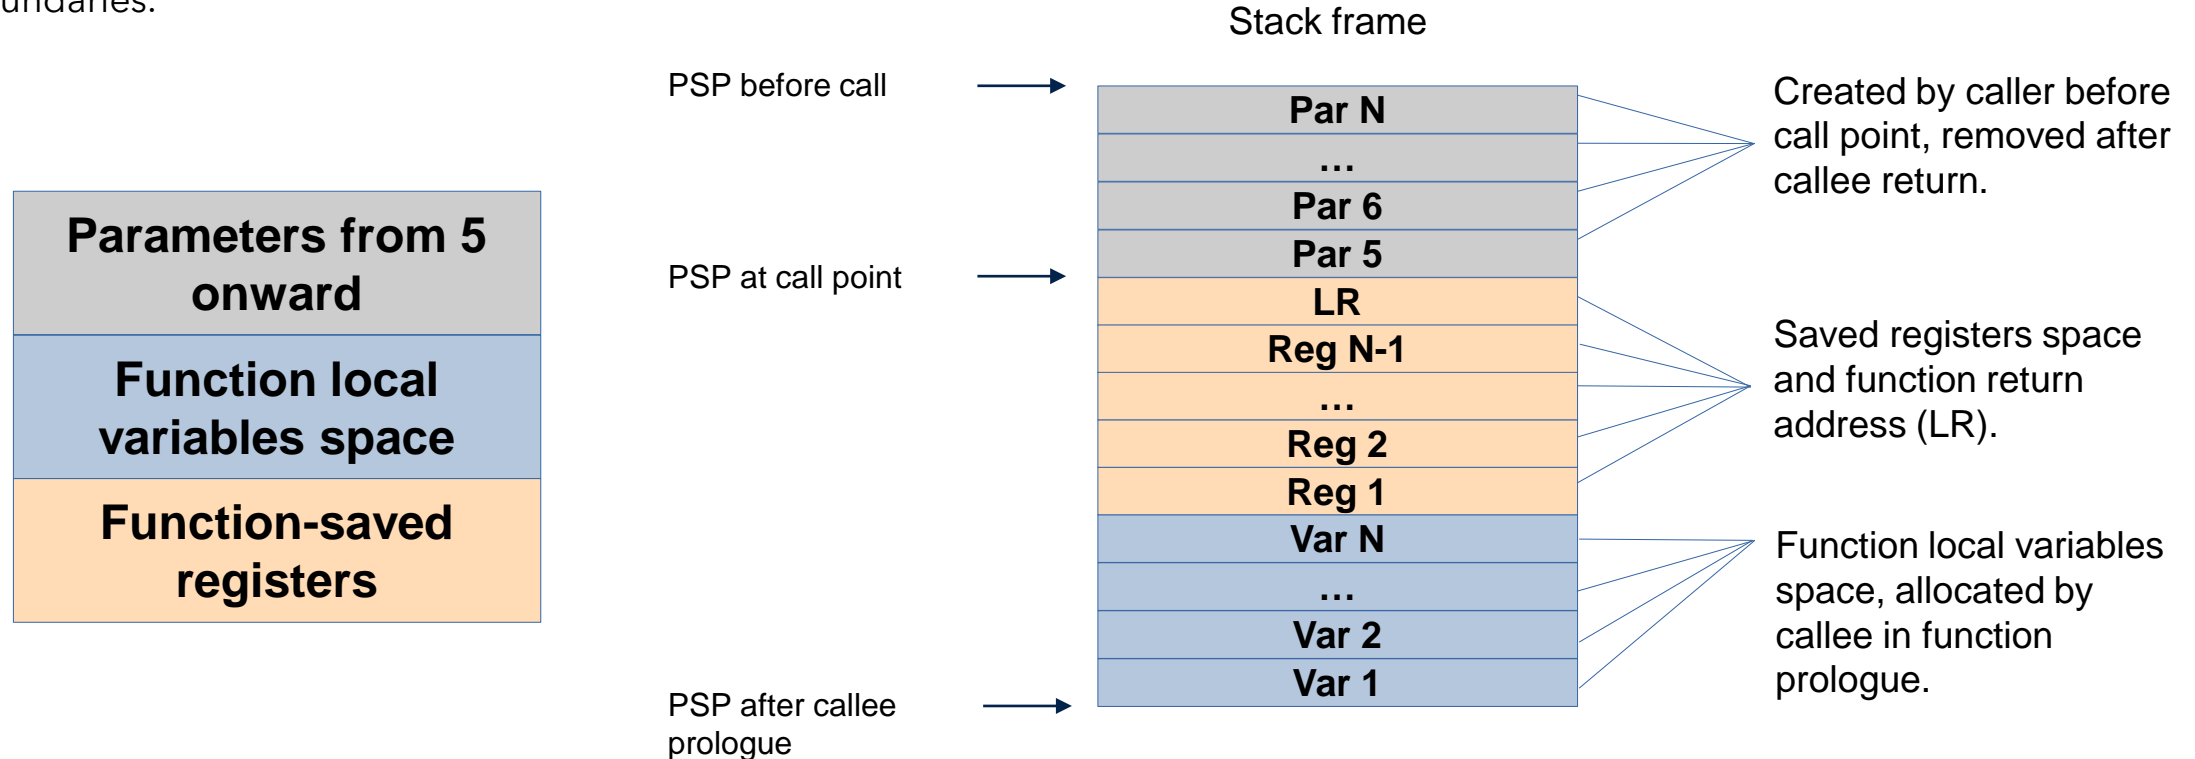 undaries.
Stack frame
PSP before call
Par N
...
Par 6
Par 5
LR
Reg N-1
...
Reg 2
Reg 1
Var N
...
Var 2
Var 1
PSP at call point
PSP after callee
prologue
Created by caller before
call point, removed after
callee return.
Saved registers space
and function return
address (LR).
Function local variables
space, allocated by
callee in function
prologue.
Parameters from 5
onward
Function local
variables space
Function-saved
registers